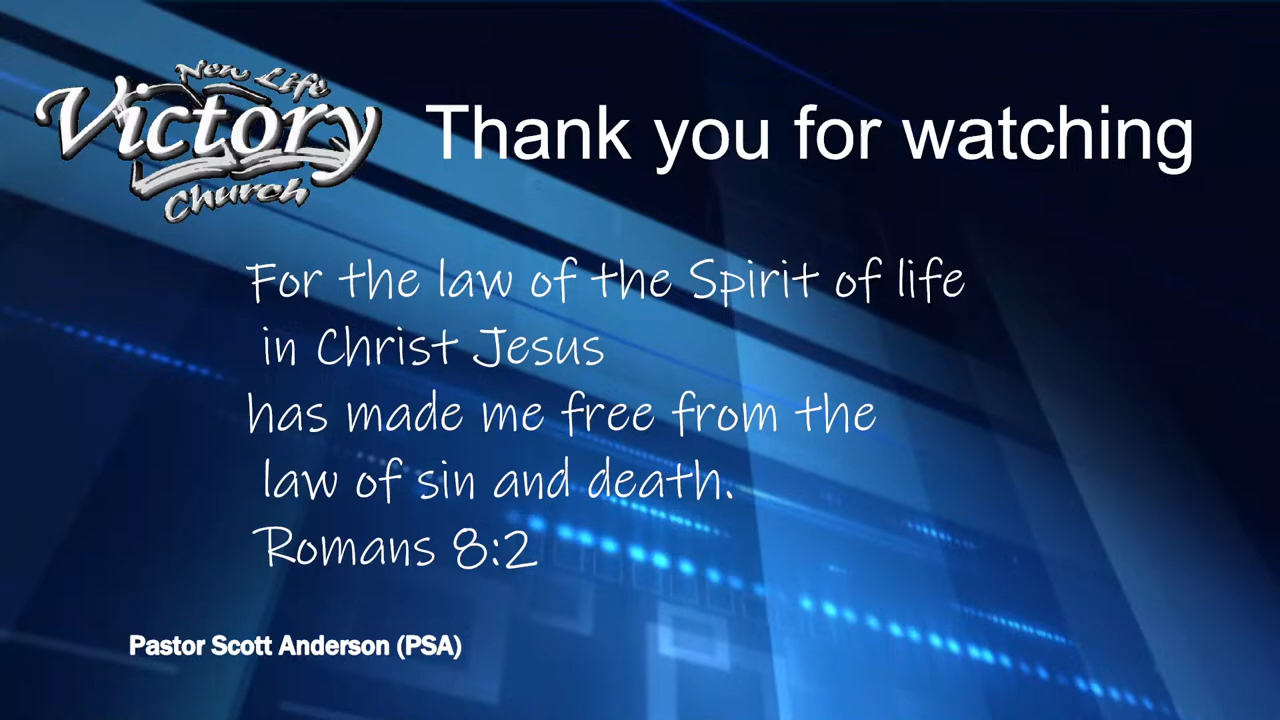 New Life
Victory
Church
Thank you for watching
For the law of the Spirit of life
in Christ Jesus
has made me free from the
law of sin and death.
Romans 8:2
Pastor Scott Anderson (PSA)